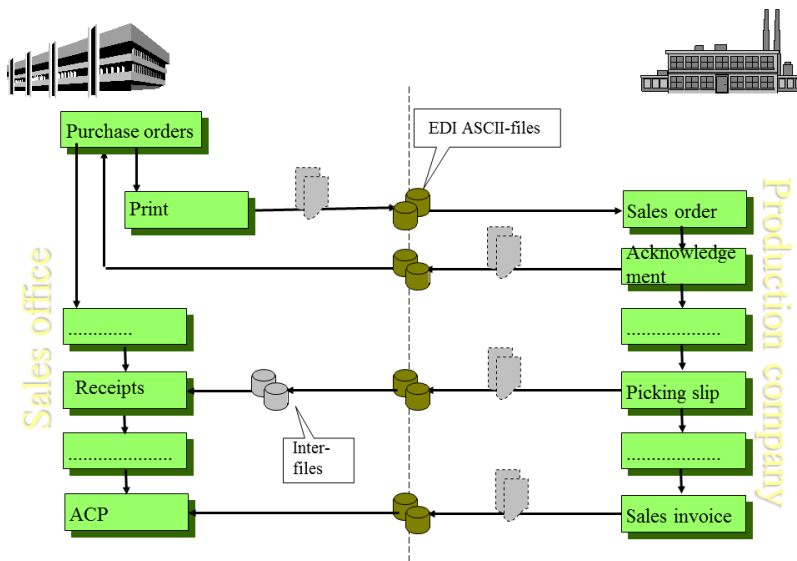 EDI ASCII-files
Purchase orders
Print
Sales order
Acknowledge
ment
.............
....................
Receipts
Picking slip
Inter-
files
......................
....................
ACP
Sales invoice
Sales office
Production company